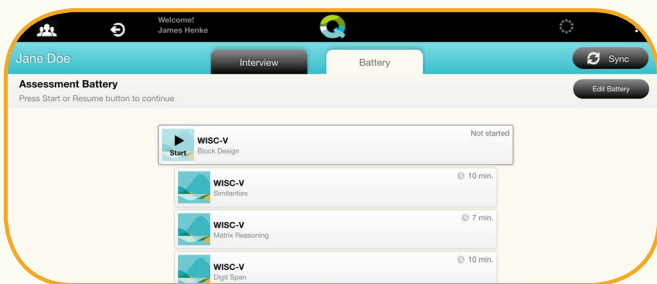 Welcome!
James Henke
Jane Doe
Interview
Battery
Sync
Assessment Battery
Press Start or Resume button to continue
Edit Battery
Start
WISC-V
Block Design
Not started
WISC-V
Similarities
10 min.
WISC-V
Matrix Reasoning
7 min.
WISC-V
Digit Span
10 min.